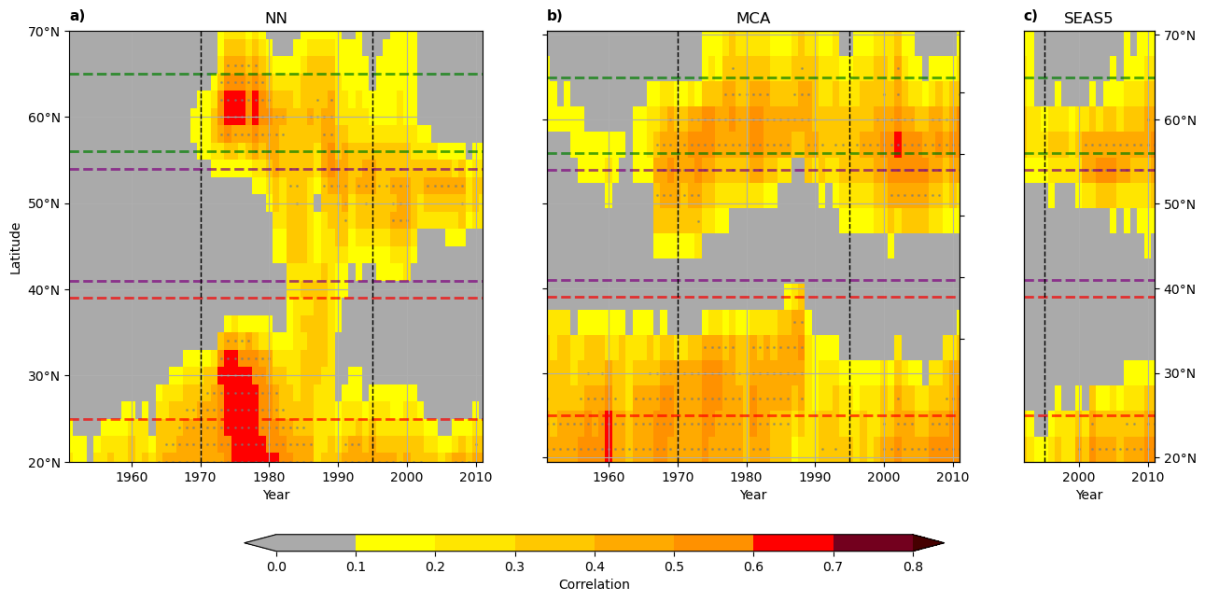 a) NN b) MCA c) SEAS5
70°N 70°N
60°N 60°N
50°N 50°N
40°N 40°N
30°N 30°N
20°N 20°N
Latitude
1960 1970 1980 1990 2000 2010 1960 1970 1980 1990 2000 2010 2000 2010
Year Year Year
0.0 0.1 0.2 0.3 0.4 0.5 0.6 0.7 0.8
Correlation